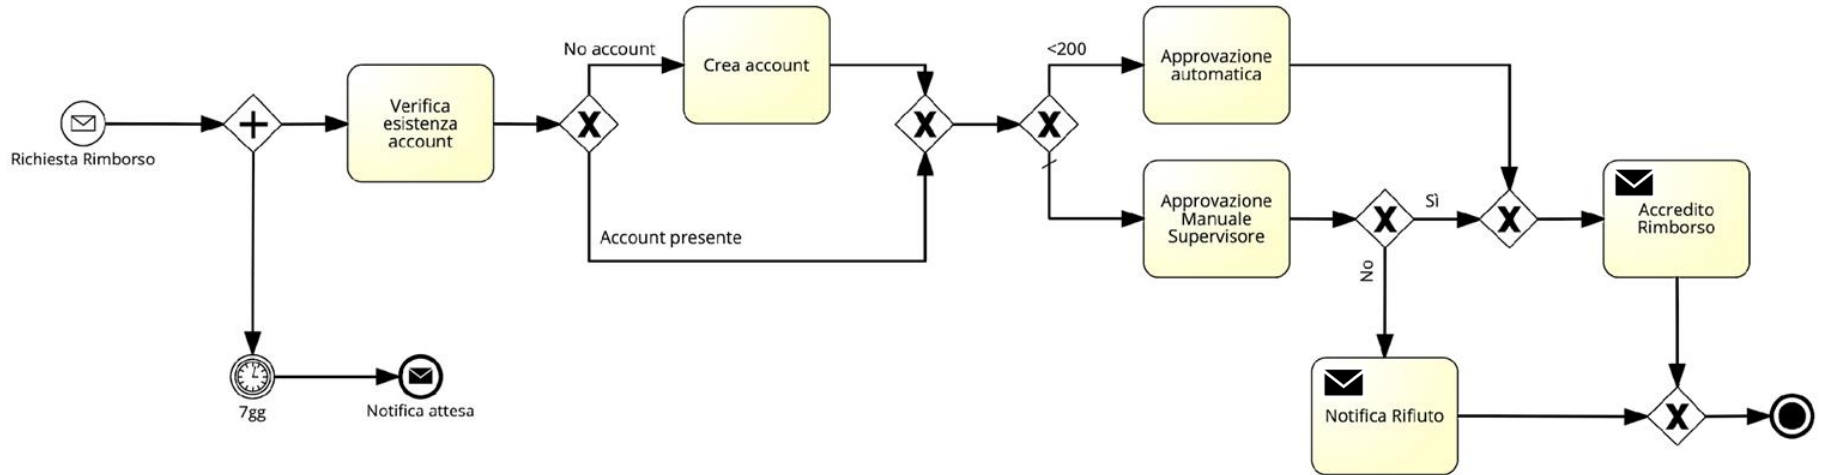 Richiesta Rimborso
Verifica
esistenza
account
No account
Crea account
Account presente
<200
Approvazione
automatica
Approvazione
Manuale
Supervisore
Sì
No
Accredito
Rimborso
Notifica Rifiuto
7gg
Notifica attesa